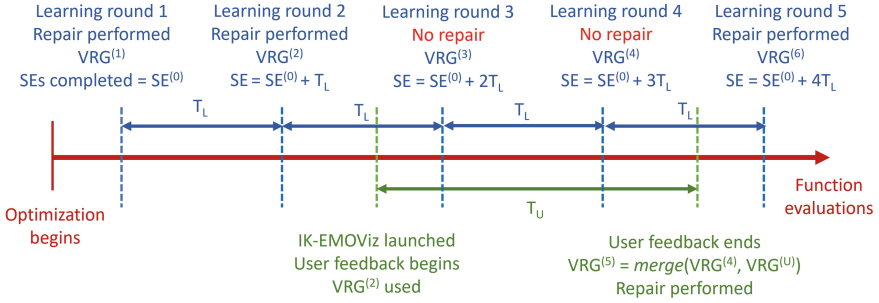 Learning round 1
Repair performed
VRG(1)
SEs completed = SE(0)
Learning round 2
Repair performed
VRG(2)
SE = SE(0) + TL
Learning round 3
No repair
VRG(3)
SE = SE(0) + 2TL
Learning round 4
No repair
VRG(4)
SE = SE(0) + 3TL
Learning round 5
Repair performed
VRG(6)
SE = SE(0) + 4TL
TL
TL
TL
TL
Optimization
begins
TU
Function
evaluations
IK-EMOViz launched
User feedback begins
VRG(2) used
User feedback ends
VRG(5) = merge(VRG(4), VRG(U))
Repair performed